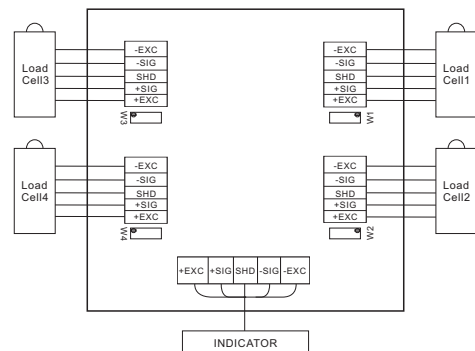 Load
Cell3
-EXC
-SIG
SHD
+SIG
+EXC
W3
-EXC
-SIG
SHD
+SIG
+EXC
W1
Load
Cell1
Load
Cell4
-EXC
-SIG
SHD
+SIG
+EXC
W4
-EXC
-SIG
SHD
+SIG
+EXC
W2
Load
Cell2
+EXC +SIG SHD -SIG -EXC
INDICATOR